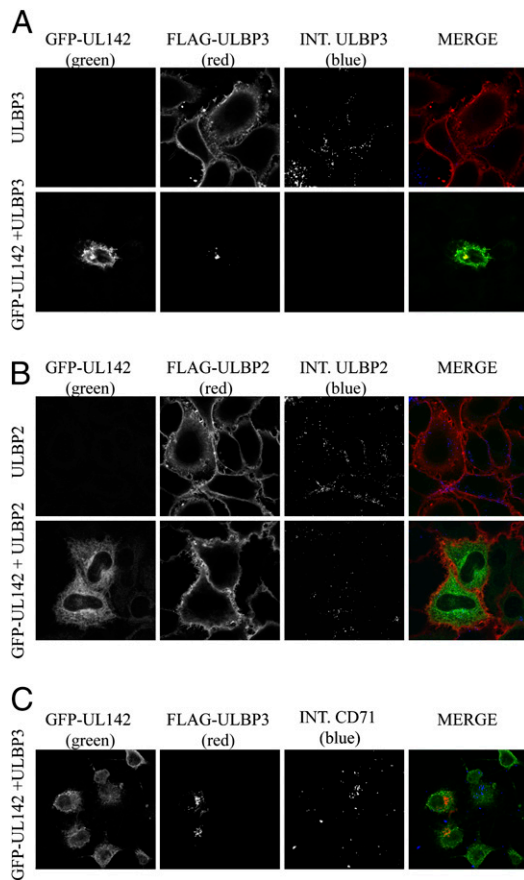 A
GFP-UL142 FLAG-ULBP3 INT. ULBP3 MERGE
(green) (red) (blue)
ULBP3
GFP-UL142 +ULBP3
B
GFP-UL142 FLAG-ULBP2 INT. ULBP2 MERGE
(green) (red) (blue)
ULBP2
GFP-UL142 + ULBP2
C
GFP-UL142 FLAG-ULBP3 INT. CD71 MERGE
(green) (red) (blue)
GFP-UL142 +ULBP3